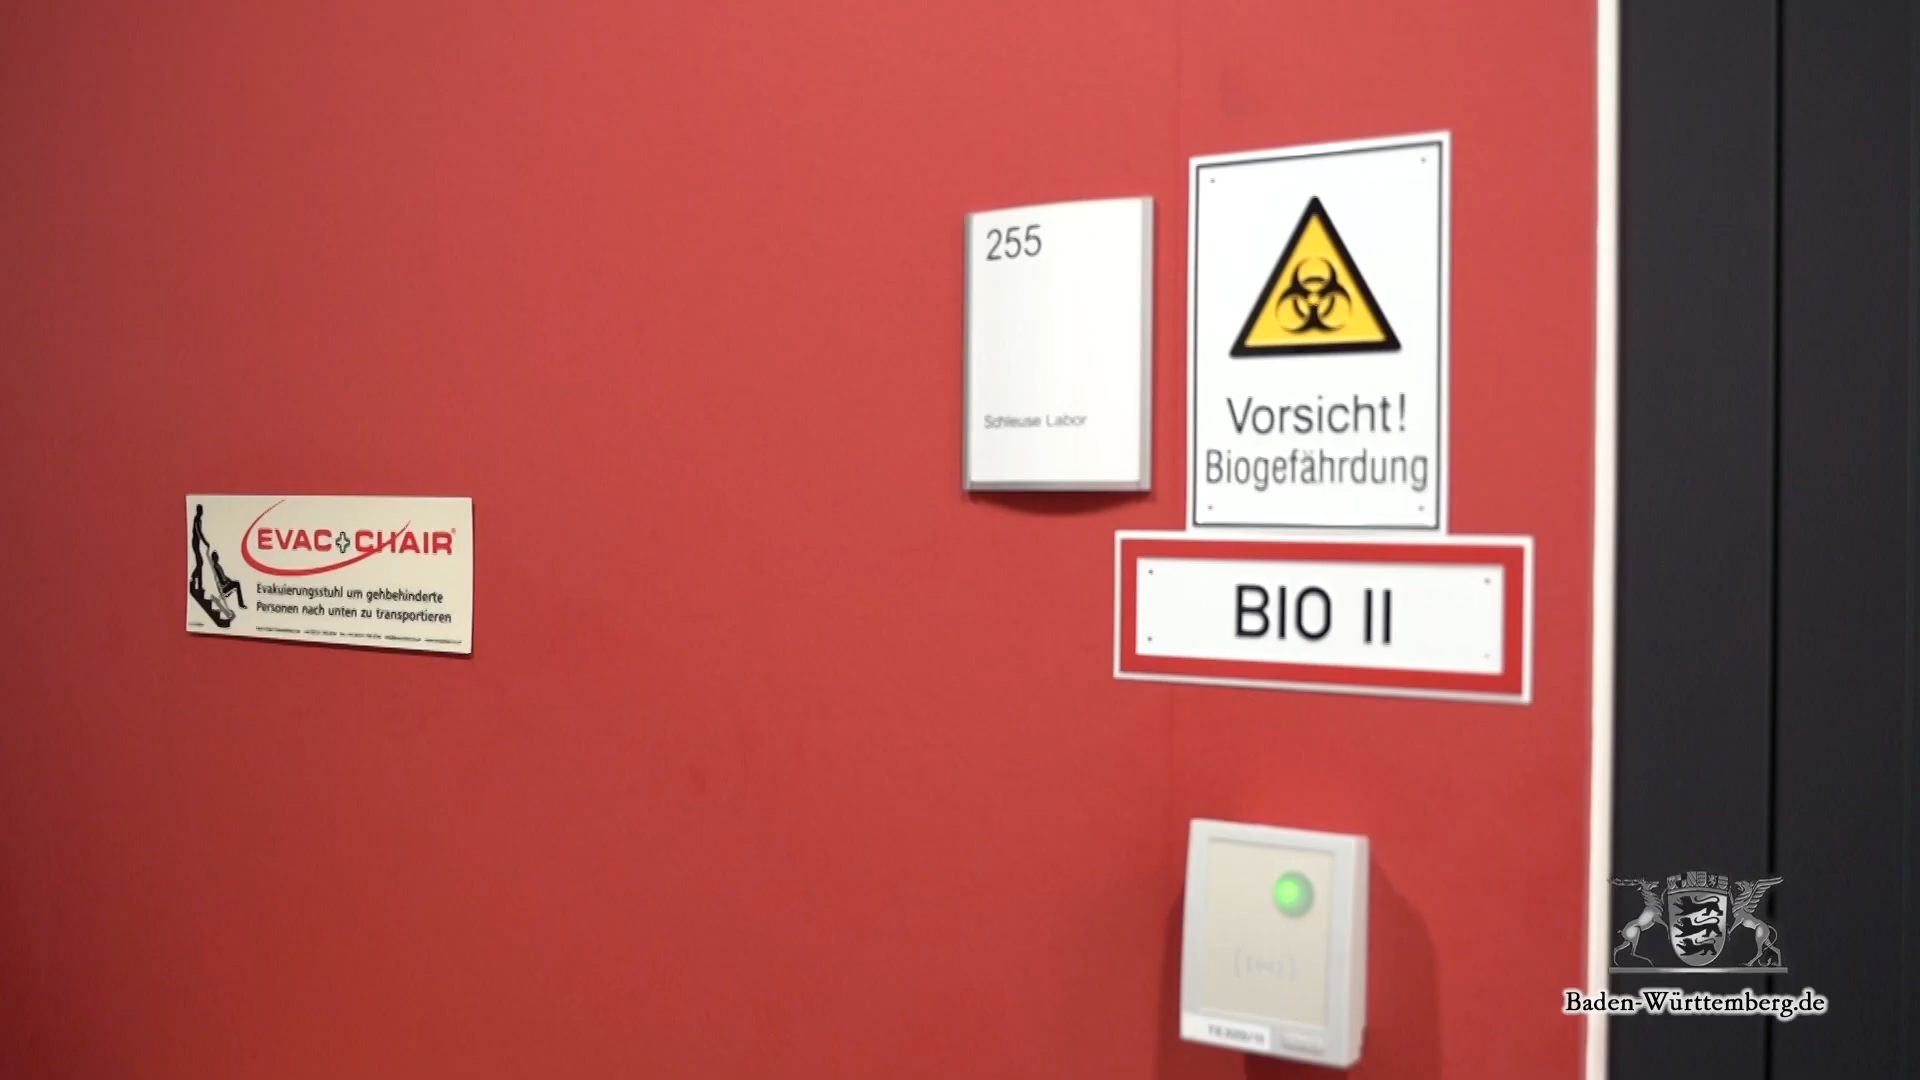 255
Schleuse Labor
Vorsicht!
Biogefährdung
BIO II
EVAC+CHAIR®
Evakuierungsstuhl um gehbehinderte
Personen nach unten zu transportieren
Baden-Württemberg.de